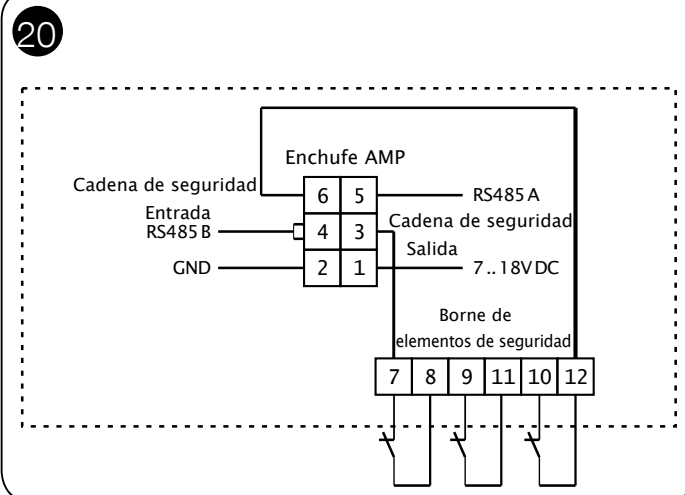 20
Enchufe AMP
Cadena de seguridad
6 5
RS485 A
Entrada
Cadena de seguridad
RS485 B
4 3
Salida
GND
2 1
7 .. 18V DC
Borne de
elementos de seguridad
7 8 9 11 10 12